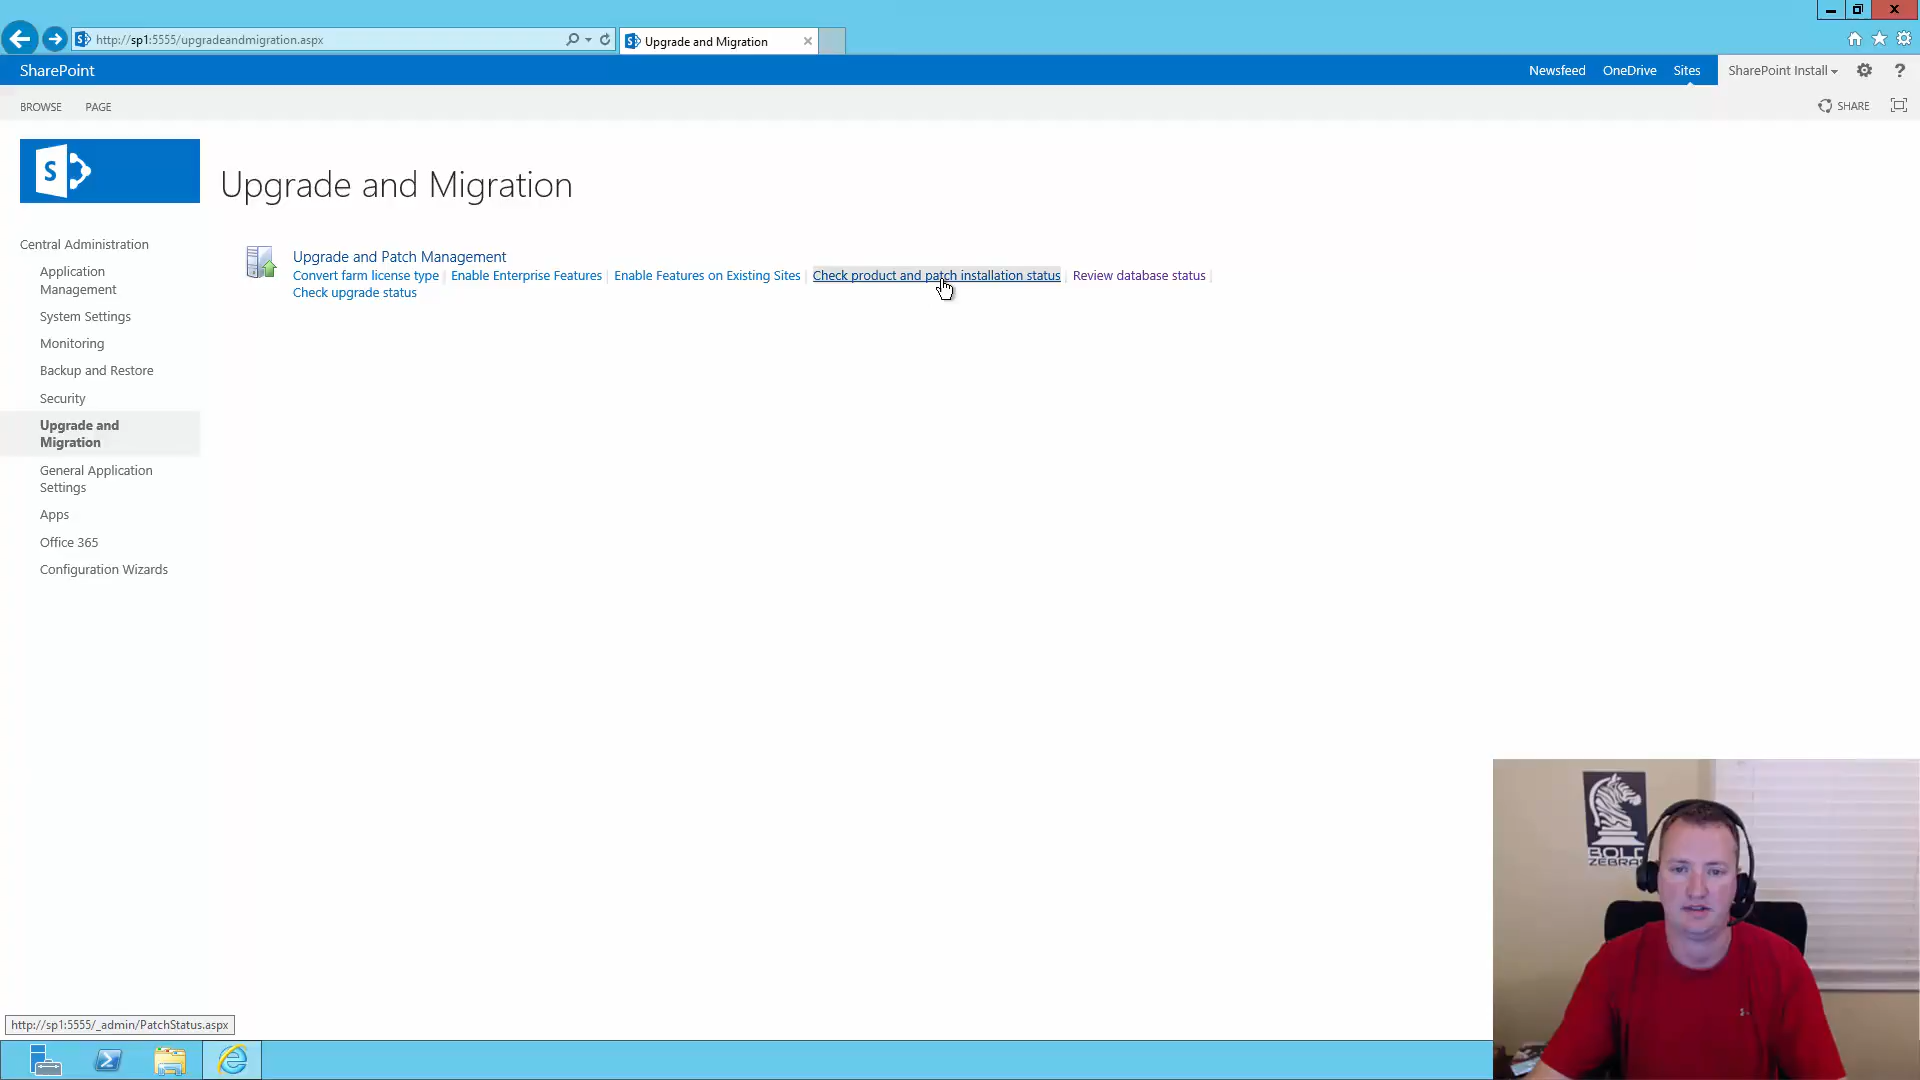 http://sp1:5555/upgradeandmigration.aspx
Upgrade and Migration
SharePoint
Newsfeed
OneDrive
Sites
SharePoint Install
?
BROWSE
PAGE
SHARE
S
Upgrade and Migration
Central Administration
Application
Management
System Settings
Monitoring
Backup and Restore
Security
Upgrade and
Migration
General Application
Settings
Apps
Office 365
Configuration Wizards
Upgrade and Patch Management
Convert farm license type | Enable Enterprise Features | Enable Features on Existing Sites | Check product and patch installation status | Review database status |
Check upgrade status
BOLD
ZEBRA
http://sp1:5555/_admin/PatchStatus.aspx